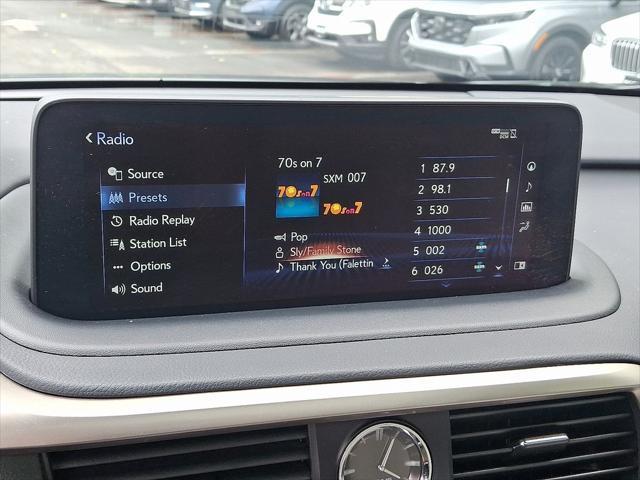 Radio
Source
Presets
Radio Replay
Station List
Options
Sound
70s on 7
SXM 007
70s on 7
70s on 7
Pop
Sly/Family Stone
Thank You (Falettin
1 87.9
2 98.1
3 530
4 1000
5 002
6 026